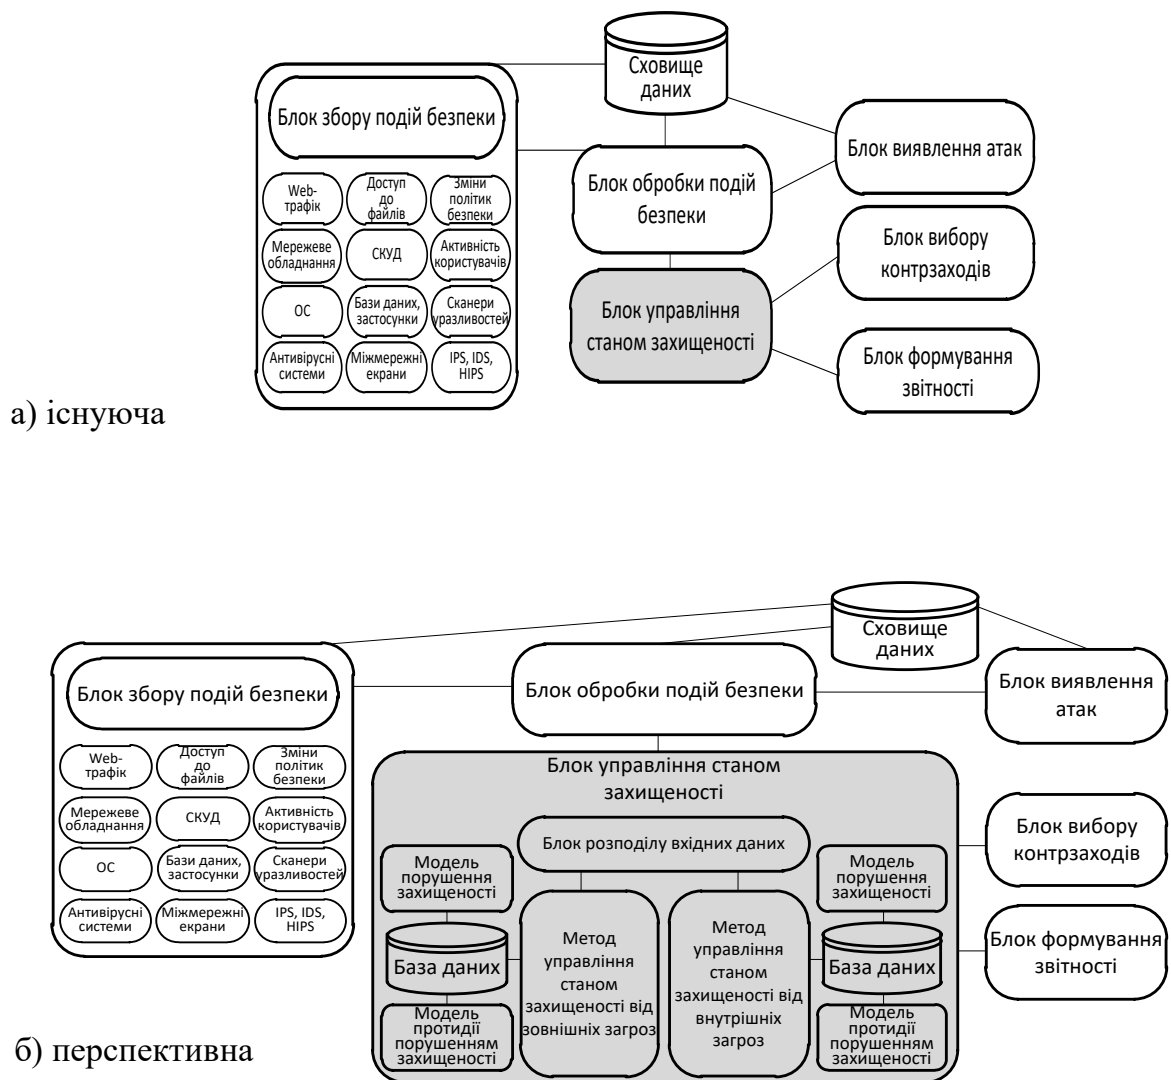 Сховище
даних
Блок збору подій безпеки
Блок виявлення атак
Блок обробки подій
безпеки
Web-
трафік
Доступ
до
файлів
Зміни
політик
безпеки
Мережеве
обладнання
СКУД
Активність
користувачів
Блок вибору
контрзаходів
ОС
Бази даних,
застосунки
Сканери
уразливостей
Блок управління
станом захищеності
Антивірусні
системи
Міжмережні
екрани
IPS, IDS,
HIPS
Блок формування
звітності
а) існуюча
Сховище
даних
Блок збору подій безпеки
Блок обробки подій безпеки
Блок виявлення
атак
Web-
трафік
Доступ
до
файлів
Зміни
політик
безпеки
Мережеве
обладнання
СКУД
Активність
користувачів
ОС
Бази даних,
застосунки
Сканери
уразливостей
Антивірусні
системи
Міжмережні
екрани
IPS, IDS,
HIPS
Блок управління станом
захищеності
Блок розподілу вхідних даних
Модель
порушення
захищеності
База даних
Модель
протидії
порушенням
захищеності
Метод
управління
станом
захищеності від
зовнішніх загроз
Метод
управління
станом
захищеності від
внутрішніх
загроз
Модель
порушення
захищеності
База даних
Модель
протидії
порушенням
захищеності
Блок вибору
контрзаходів
Блок формування
звітності
б) перспективна